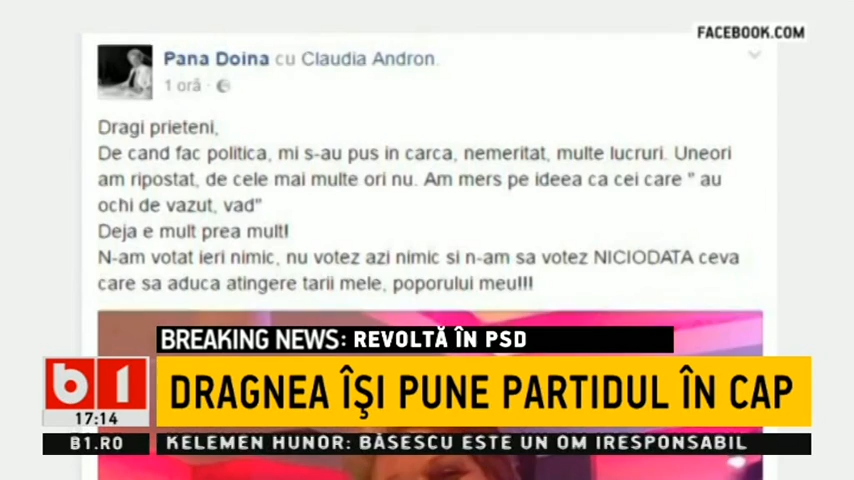 FACEBOOK.COM
Pana Doina cu Claudia Andron.
1 oră ·
Dragi prieteni,
De cand fac politica, mi s-au pus in carca, nemeritat, multe lucruri. Uneori
am ripostat, de cele mai multe ori nu. Am mers pe ideea ca cei care " au
ochi de vazut, vad"
Deja e mult prea mult!
N-am votat ieri nimic, nu votez azi nimic si n-am sa votez NICIODATA ceva
care sa aduca atingere tarii mele, poporului meu!!!
BREAKING NEWS: REVOLTĂ ÎN PSD
b1
DRAGNEA ÎŞI PUNE PARTIDUL ÎN CAP
17:14
B1.RO
KELEMEN HUNOR: BĂSESCU ESTE UN OM IRESPONSABIL